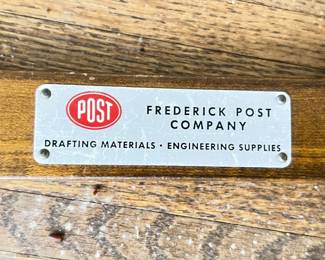 POST
FREDERICK POST
COMPANY
DRAFTING MATERIALS • ENGINEERING SUPPLIES